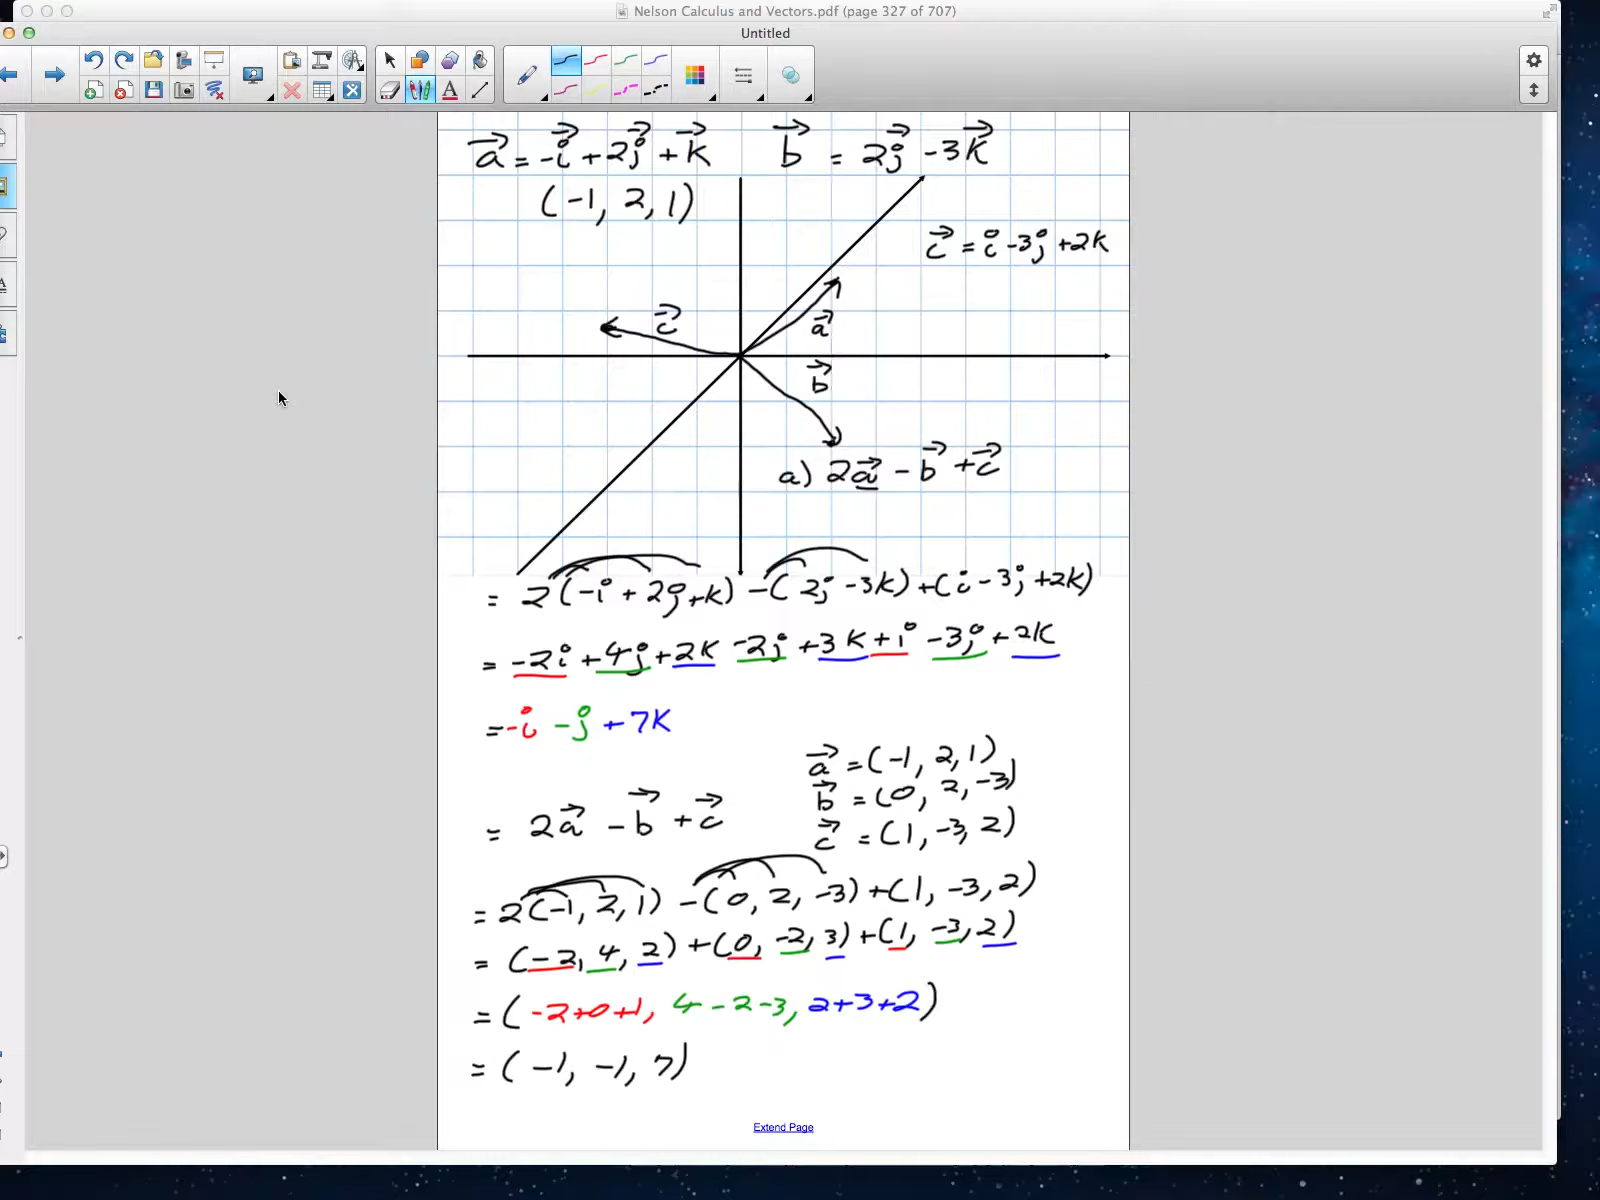 Nelson Calculus and Vectors.pdf (page 327 of 707)
Untitled
a⃗ = -i⃗ + 2j⃗ + k⃗   b⃗ = 2j⃗ - 3k⃗
(-1, 2, 1)
c⃗ = i - 3j + 2k
c⃗
a⃗
b⃗
a) 2a⃗ - b⃗ + c⃗
= 2(-i + 2j + k) - (2j - 3k) + (i - 3j + 2k)
= -2i + 4j + 2k - 2j + 3k + i - 3j + 2k
= -i - j + 7k
a⃗ = (-1, 2, 1)
b⃗ = (0, 2, -3)
= 2a⃗ - b⃗ + c⃗
c⃗ = (1, -3, 2)
= 2(-1, 2, 1) - (0, 2, -3) + (1, -3, 2)
= (-2, 4, 2) + (0, -2, 3) + (1, -3, 2)
= (-2+0+1, 4-2-3, 2+3+2)
= (-1, -1, 7)
Extend Page